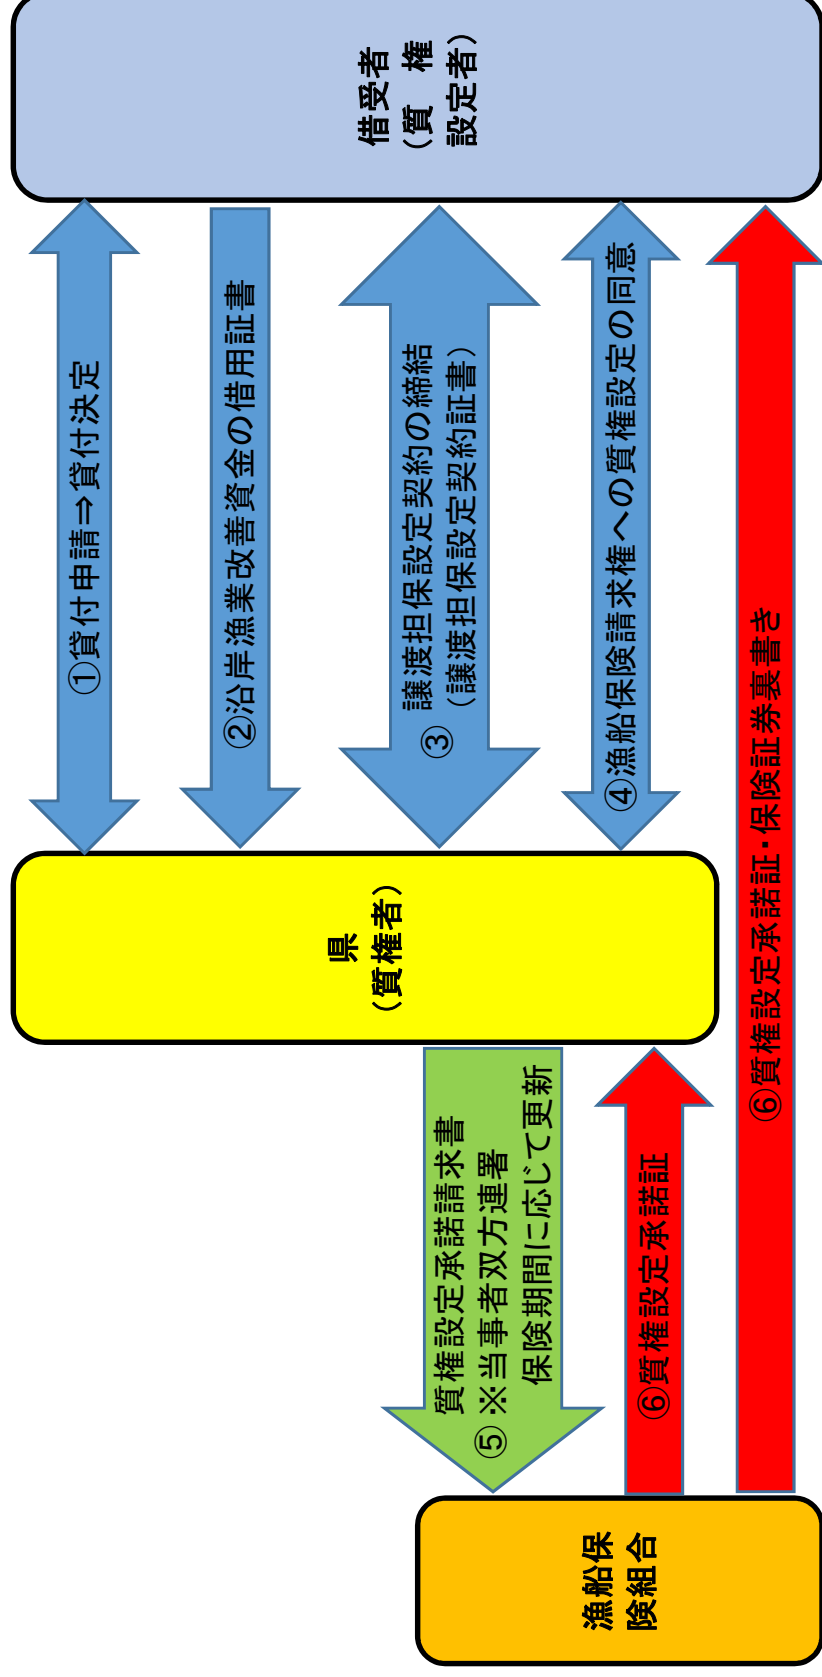 借受者
（質　権
設定者）
①貸付申請⇒貸付決定
②沿岸漁業改善資金の借用証書
③
譲渡担保設定契約の締結
（譲渡担保設定契約証書）
④漁船保険請求権への質権設定の同意
県
（質権者）
質権設定承諾請求書
⑤※当事者双方連署
保険期間に応じて更新
⑥質権設定承諾証
⑥質権設定承諾証・保険証券裏書き
漁船保
険組合